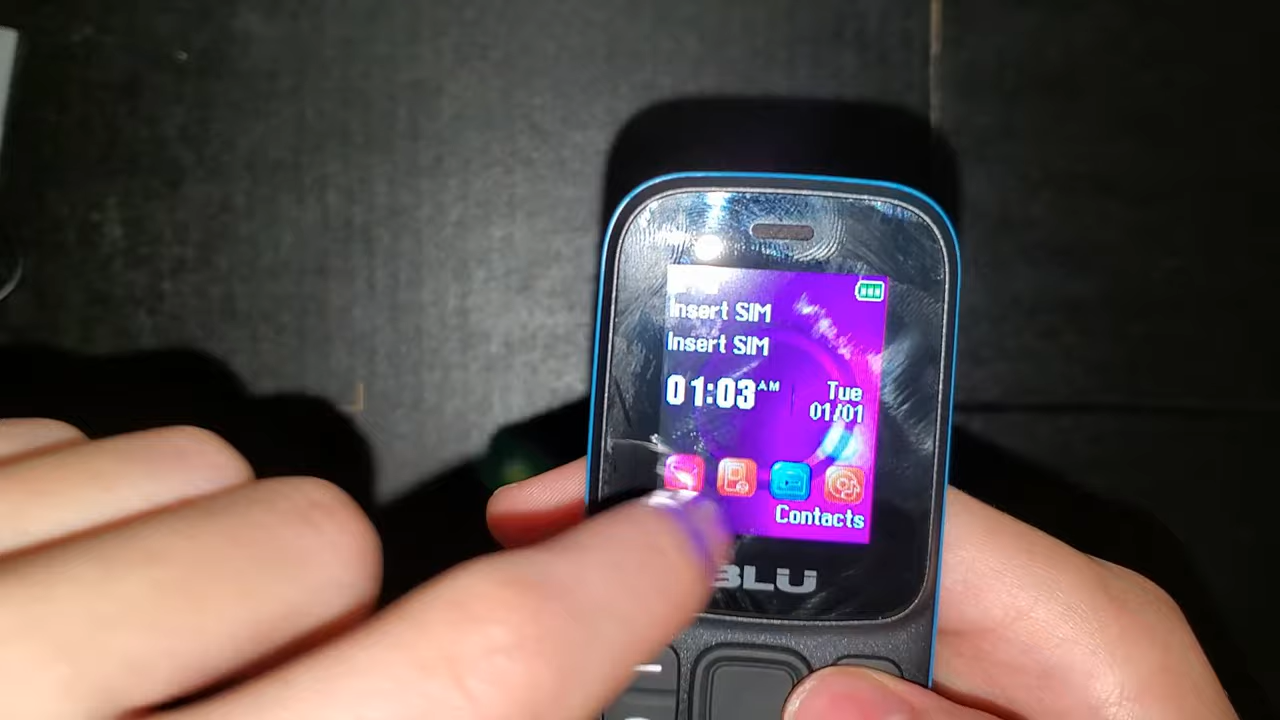 Insert SIM
Insert SIM
01:03 AM
Tue
01/01
Contacts
BLU